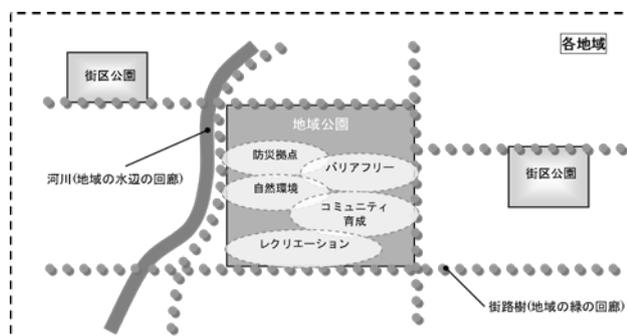 各地域
街区公園
地域公園
防災拠点
バリアフリー
自然環境
コミュニティ
育成
レクリエーション
街区公園
河川(地域の水辺の回廊)
街路樹(地域の緑の回廊)